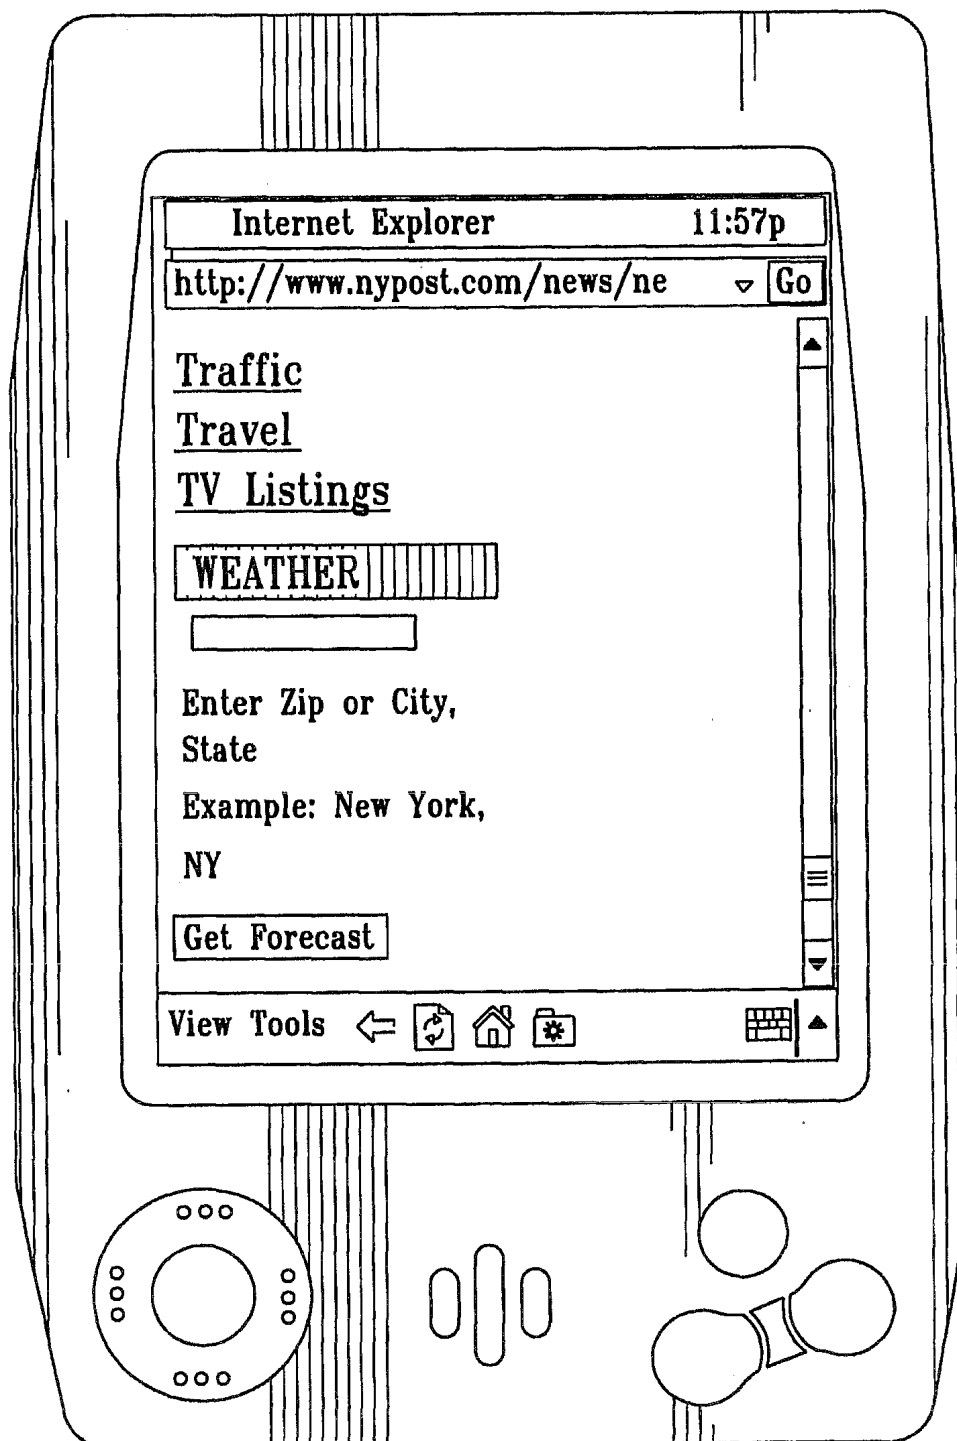 Internet Explorer 11:57p
http://www.nypost.com/news/ne Go
Traffic
Travel
TV Listings
WEATHER
Enter Zip or City,
State
Example: New York,
NY
Get Forecast
View Tools